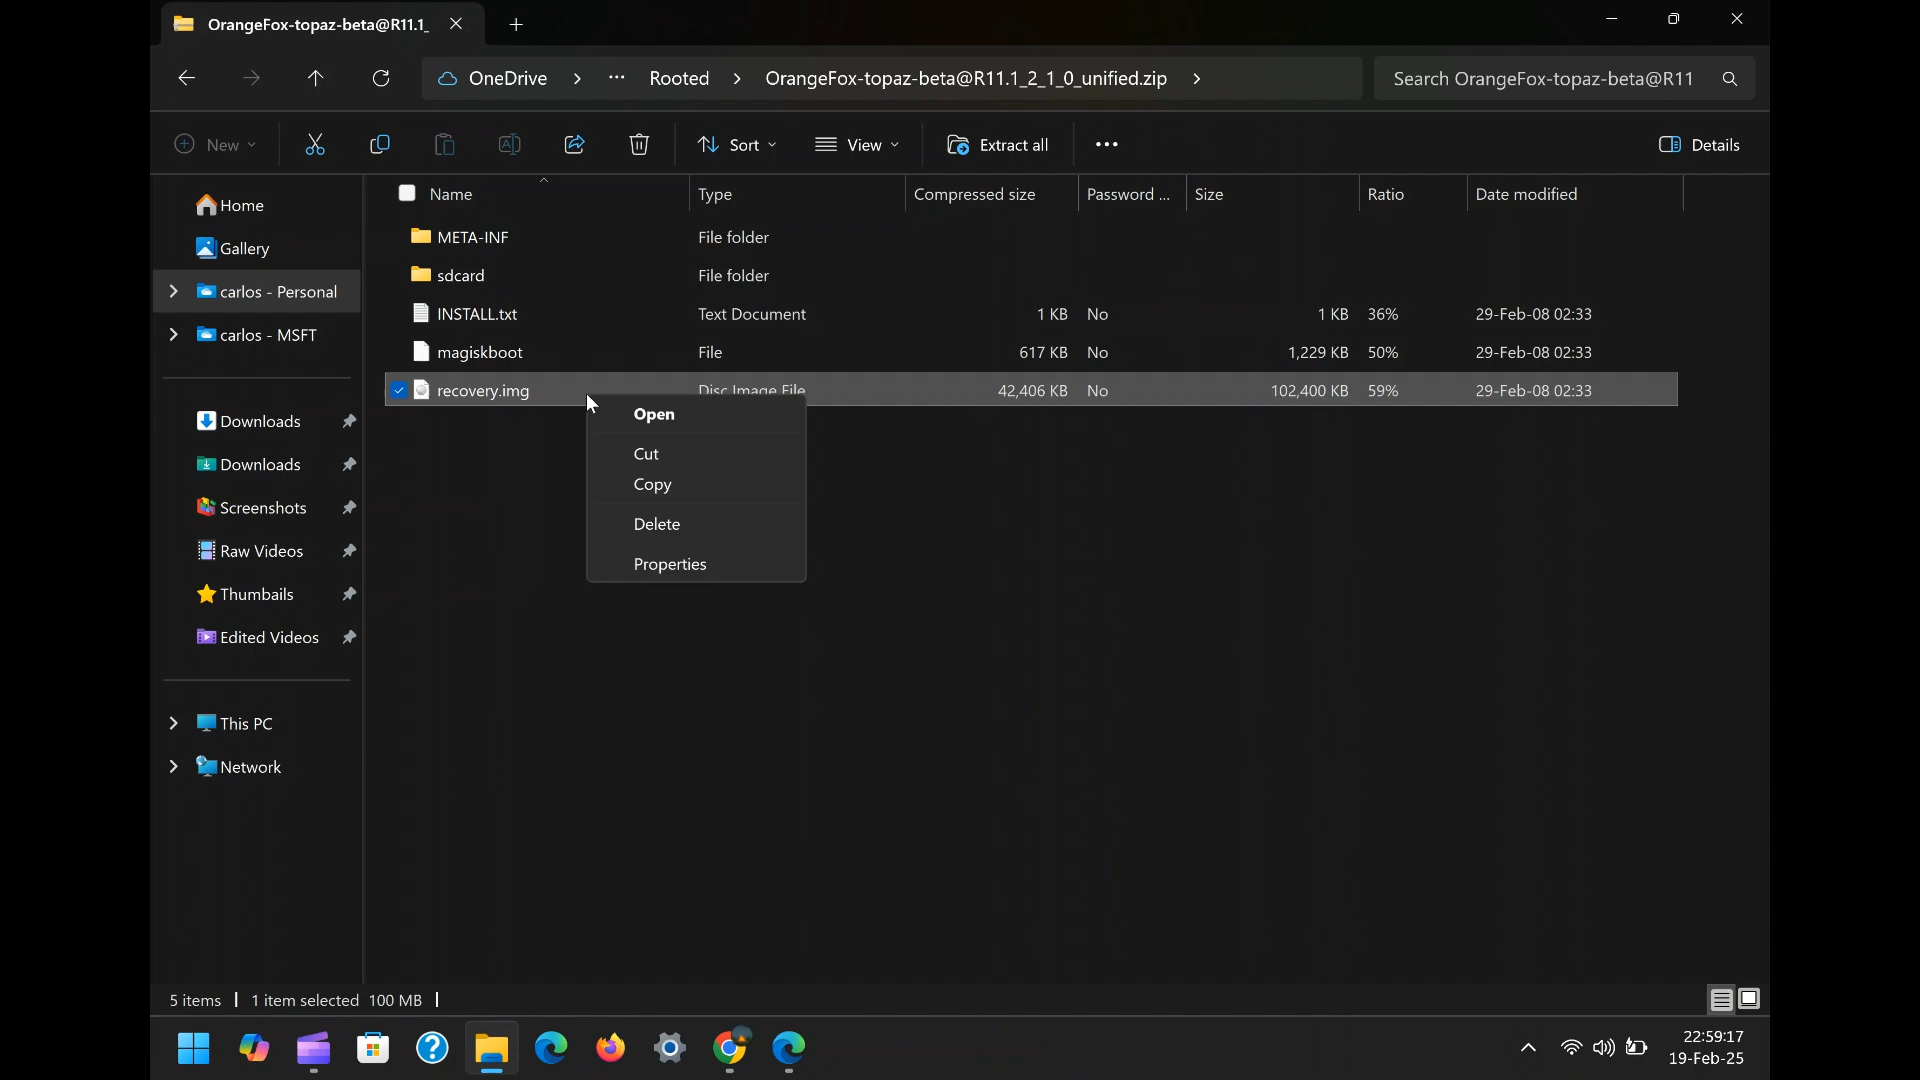 OrangeFox-topaz-beta@R11.1_
OneDrive > ··· Rooted > OrangeFox-topaz-beta@R11.1_2_1_0_unified.zip >
Search OrangeFox-topaz-beta@R11
New
Sort
View
Extract all
Details
Name Type Compressed size Password ... Size Ratio Date modified
META-INF File folder
sdcard File folder
INSTALL.txt Text Document 1 KB No 1 KB 36% 29-Feb-08 02:33
magiskboot File 617 KB No 1,229 KB 50% 29-Feb-08 02:33
recovery.img Disc Image File 42,406 KB No 102,400 KB 59% 29-Feb-08 02:33
Open
Cut
Copy
Delete
Properties
Home
Gallery
carlos - Personal
carlos - MSFT
Downloads
Downloads
Screenshots
Raw Videos
Thumbails
Edited Videos
This PC
Network
5 items | 1 item selected 100 MB |
22:59:17
19-Feb-25